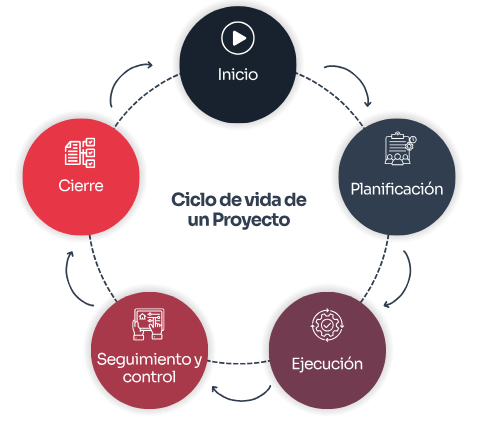 Inicio
Planificación
Ejecución
Seguimiento y
control
Cierre
Ciclo de vida de
un Proyecto